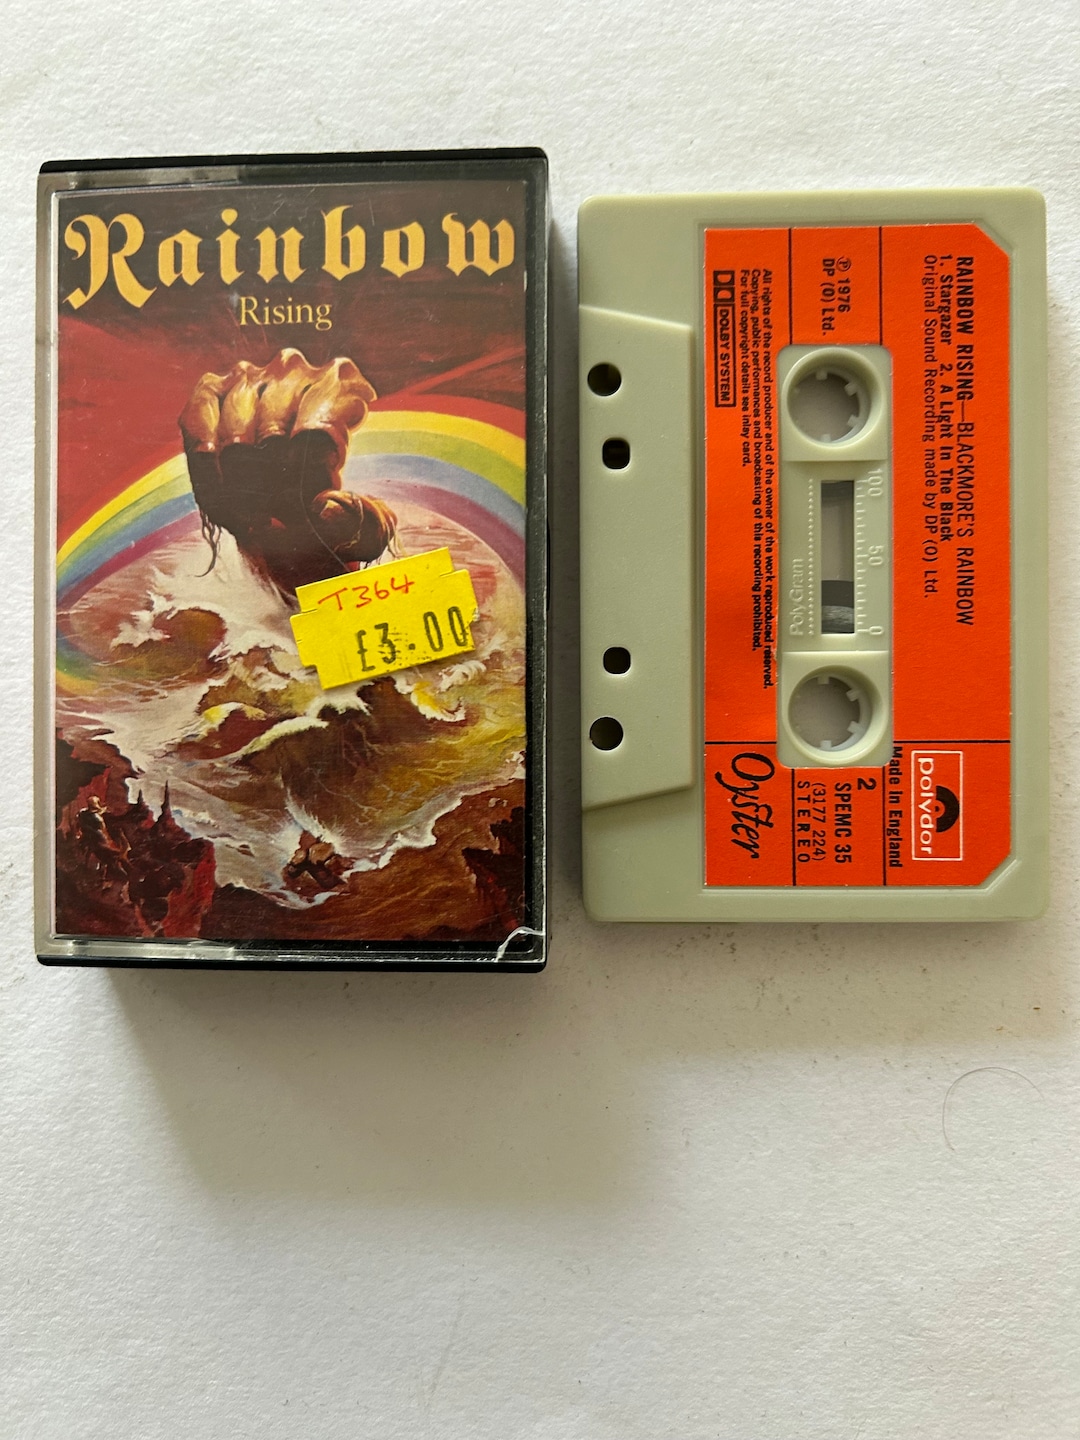 Rainbow
Rising
T364
£3.00
RAINBOW RISING—BLACKMORE'S RAINBOW
1. Stargazer 2. A Light In The Black
Original Sound Recording made by DP (O) Ltd.
℗ 1976
DP (O) Ltd.
All rights of the record producer and of the owner of the work reproduced reserved.
Copying, public performances and broadcasting of this recording prohibited.
For full copyright details see inlay card.
DOLBY SYSTEM
100 50 0
PolyGram
polydor
Made in England
2
SPEMC 35
(3177 224)
STEREO
Oyster